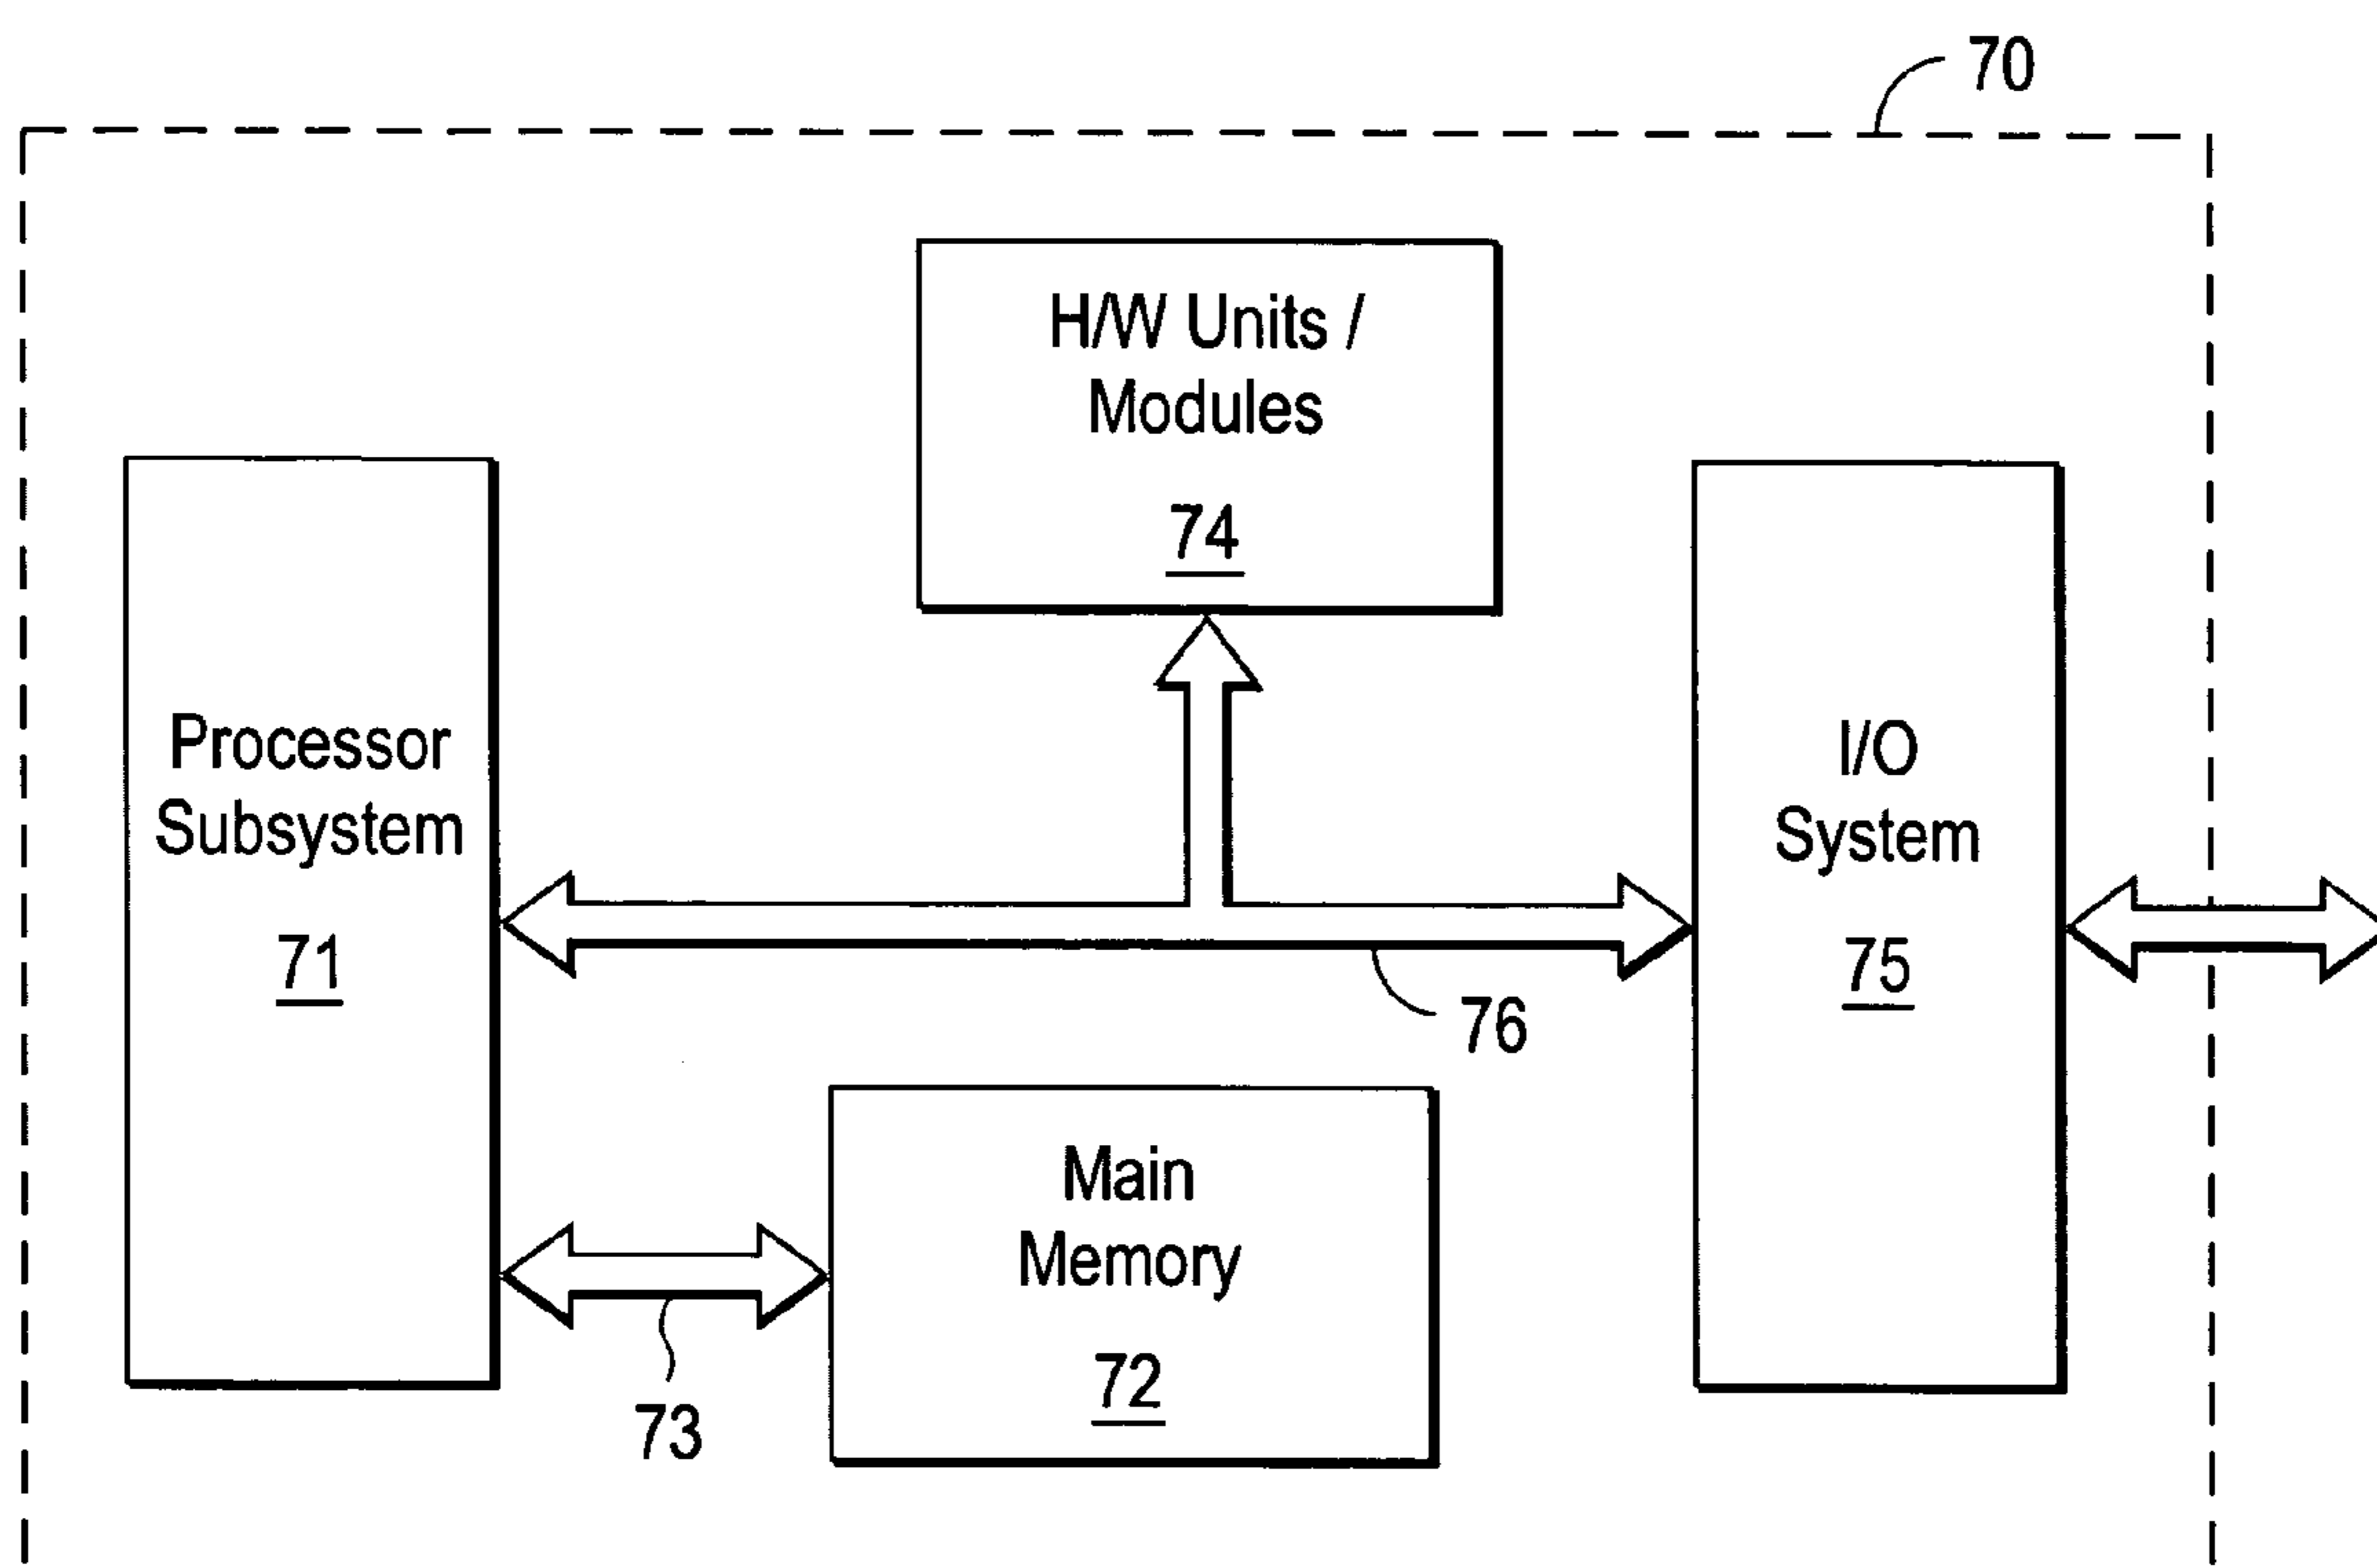 70
H/W Units /
Modules
74
Processor
Subsystem
71
I/O
System
75
76
Main
Memory
72
73